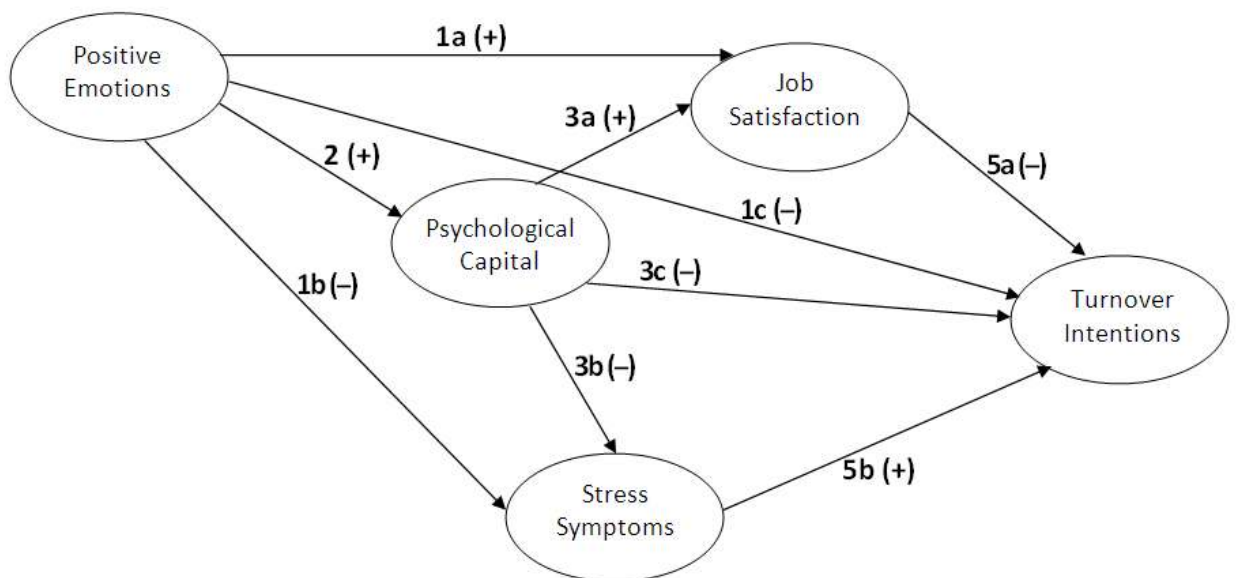 Positive
Emotions
1a (+)
Job
Satisfaction
3a (+)
2 (+)
5a (–)
1c (–)
Psychological
Capital
3c (–)
1b (–)
Turnover
Intentions
3b (–)
5b (+)
Stress
Symptoms